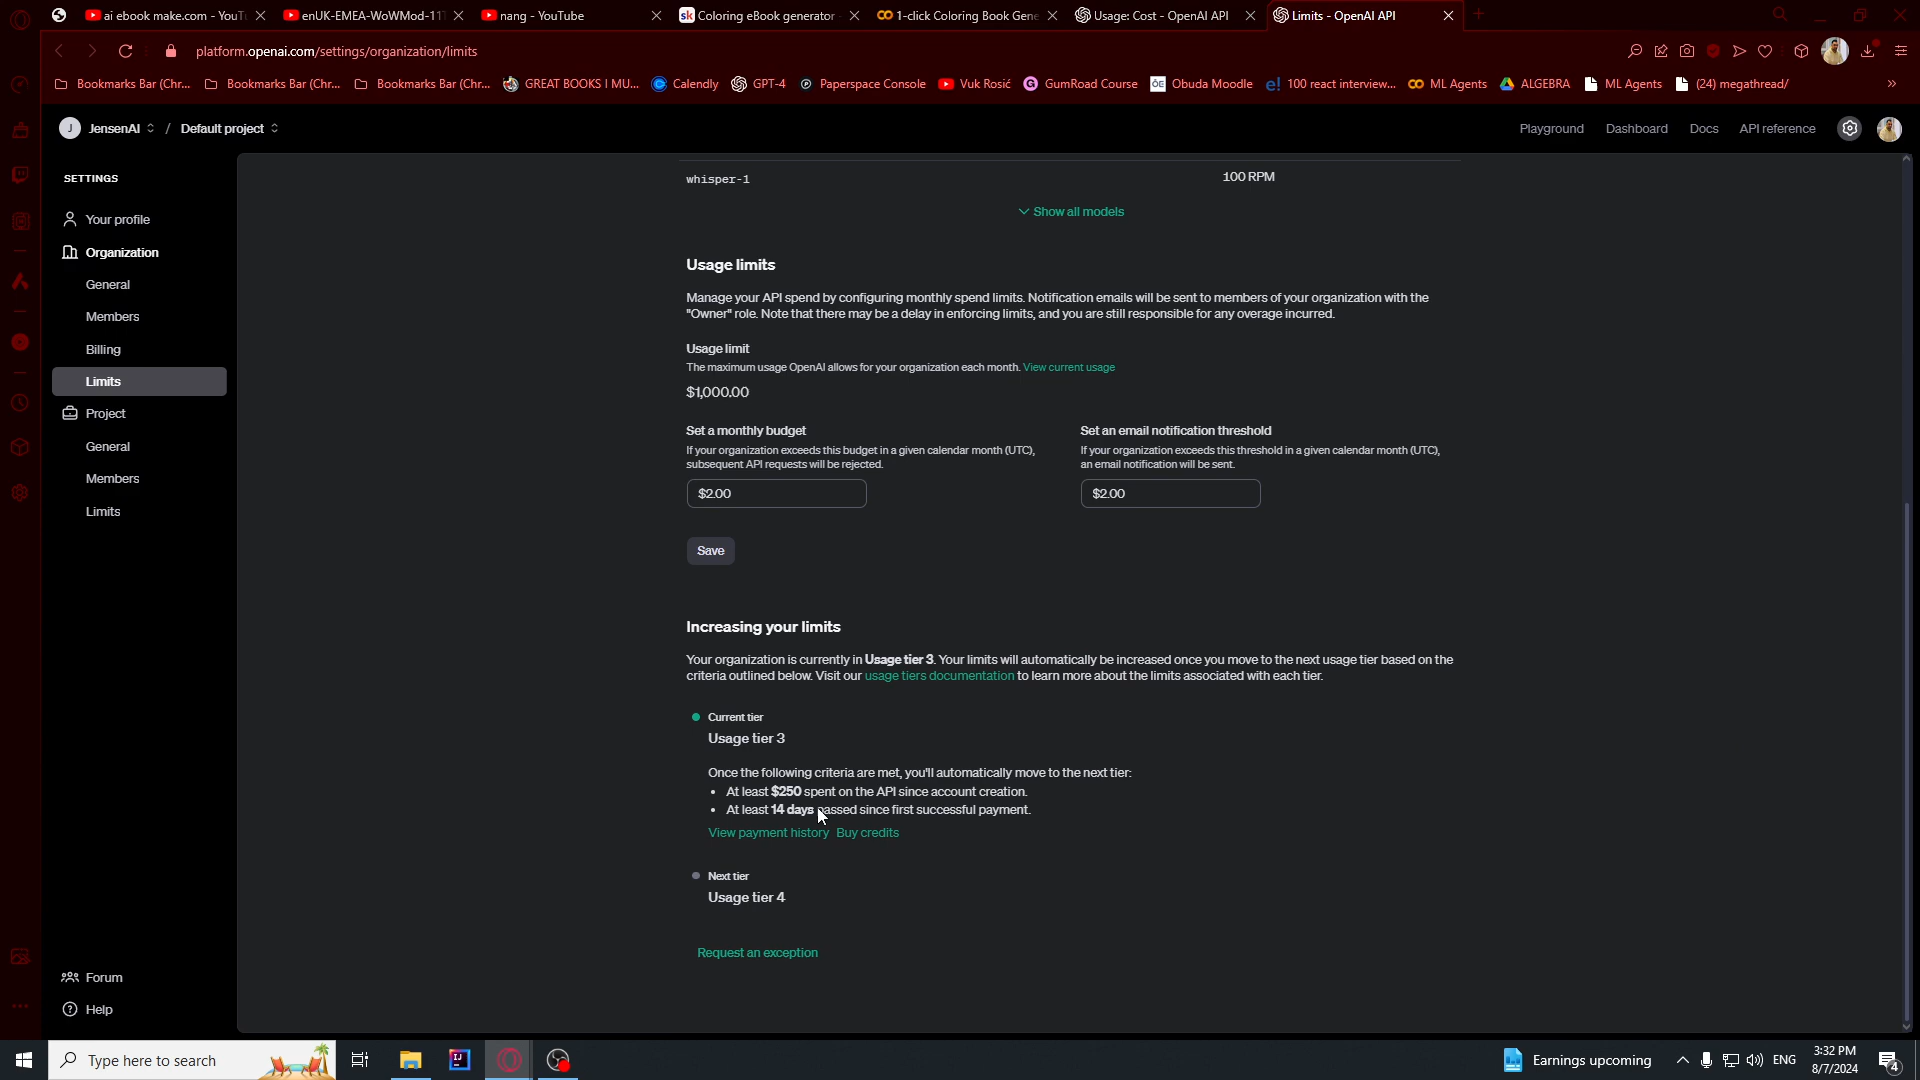 ai ebook make.com - YouT
enUK-EMEA-WoWMod-11T
nang - YouTube
Coloring eBook generator
1-click Coloring Book Gene
Usage: Cost - OpenAI API
Limits - OpenAI API
platform.openai.com/settings/organization/limits
Bookmarks Bar (Chr...
Bookmarks Bar (Chr...
Bookmarks Bar (Chr...
GREAT BOOKS I MU...
Calendly
GPT-4
Paperspace Console
Vuk Rosić
GumRoad Course
Obuda Moodle
100 react interview...
ML Agents
ALGEBRA
ML Agents
(24) megathread/
J JensenAI / Default project
Playground
Dashboard
Docs
API reference
SETTINGS
Your profile
Organization
General
Members
Billing
Limits
Project
General
Members
Limits
Forum
Help
whisper-1
100 RPM
Show all models
Usage limits
Manage your API spend by configuring monthly spend limits. Notification emails will be sent to members of your organization with the
"Owner" role. Note that there may be a delay in enforcing limits, and you are still responsible for any overage incurred.
Usage limit
The maximum usage OpenAI allows for your organization each month. View current usage
$1,000.00
Set a monthly budget
If your organization exceeds this budget in a given calendar month (UTC),
subsequent API requests will be rejected.
$2.00
Set an email notification threshold
If your organization exceeds this threshold in a given calendar month (UTC),
an email notification will be sent.
$2.00
Save
Increasing your limits
Your organization is currently in Usage tier 3. Your limits will automatically be increased once you move to the next usage tier based on the
criteria outlined below. Visit our usage tiers documentation to learn more about the limits associated with each tier.
Current tier
Usage tier 3
Once the following criteria are met, you'll automatically move to the next tier:
• At least $250 spent on the API since account creation.
• At least 14 days passed since first successful payment.
View payment history Buy credits
Next tier
Usage tier 4
Request an exception
Type here to search
Earnings upcoming
ENG
3:32 PM
8/7/2024
4